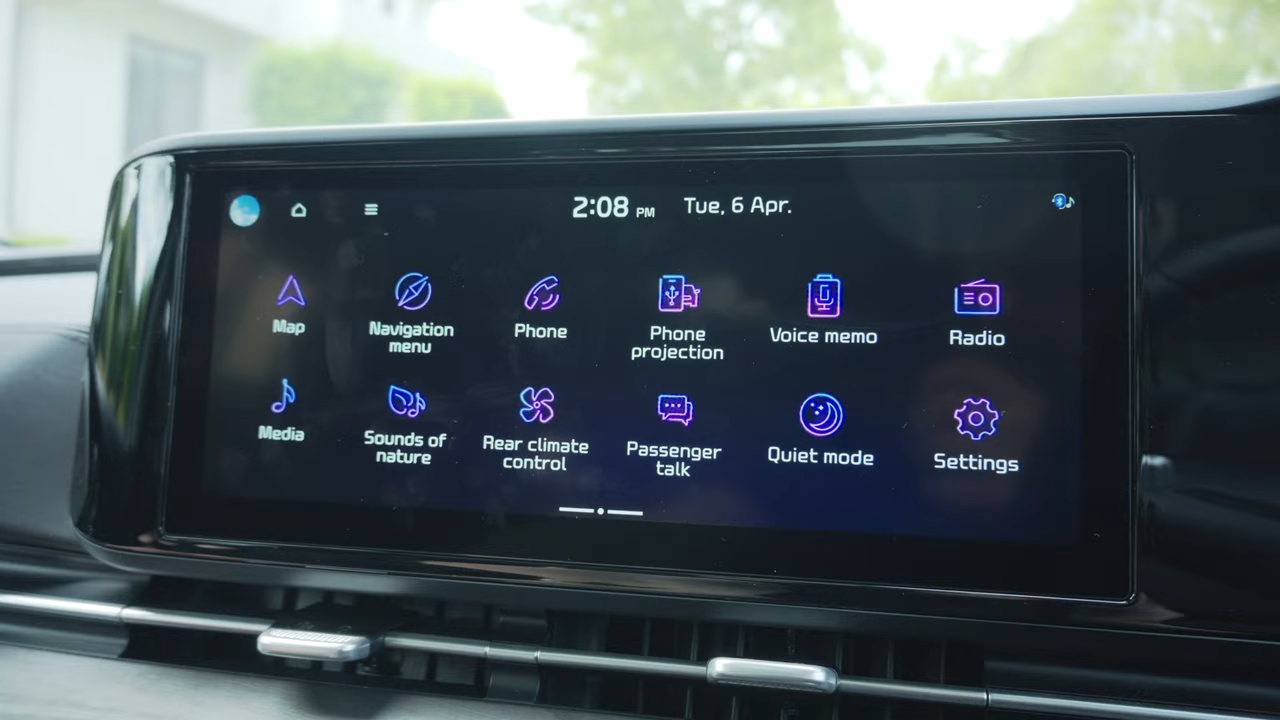 2:08 PM Tue, 6 Apr.
Map
Navigation
menu
Phone
Phone
projection
Voice memo
Radio
Media
Sounds of
nature
Rear climate
control
Passenger
talk
Quiet mode
Settings